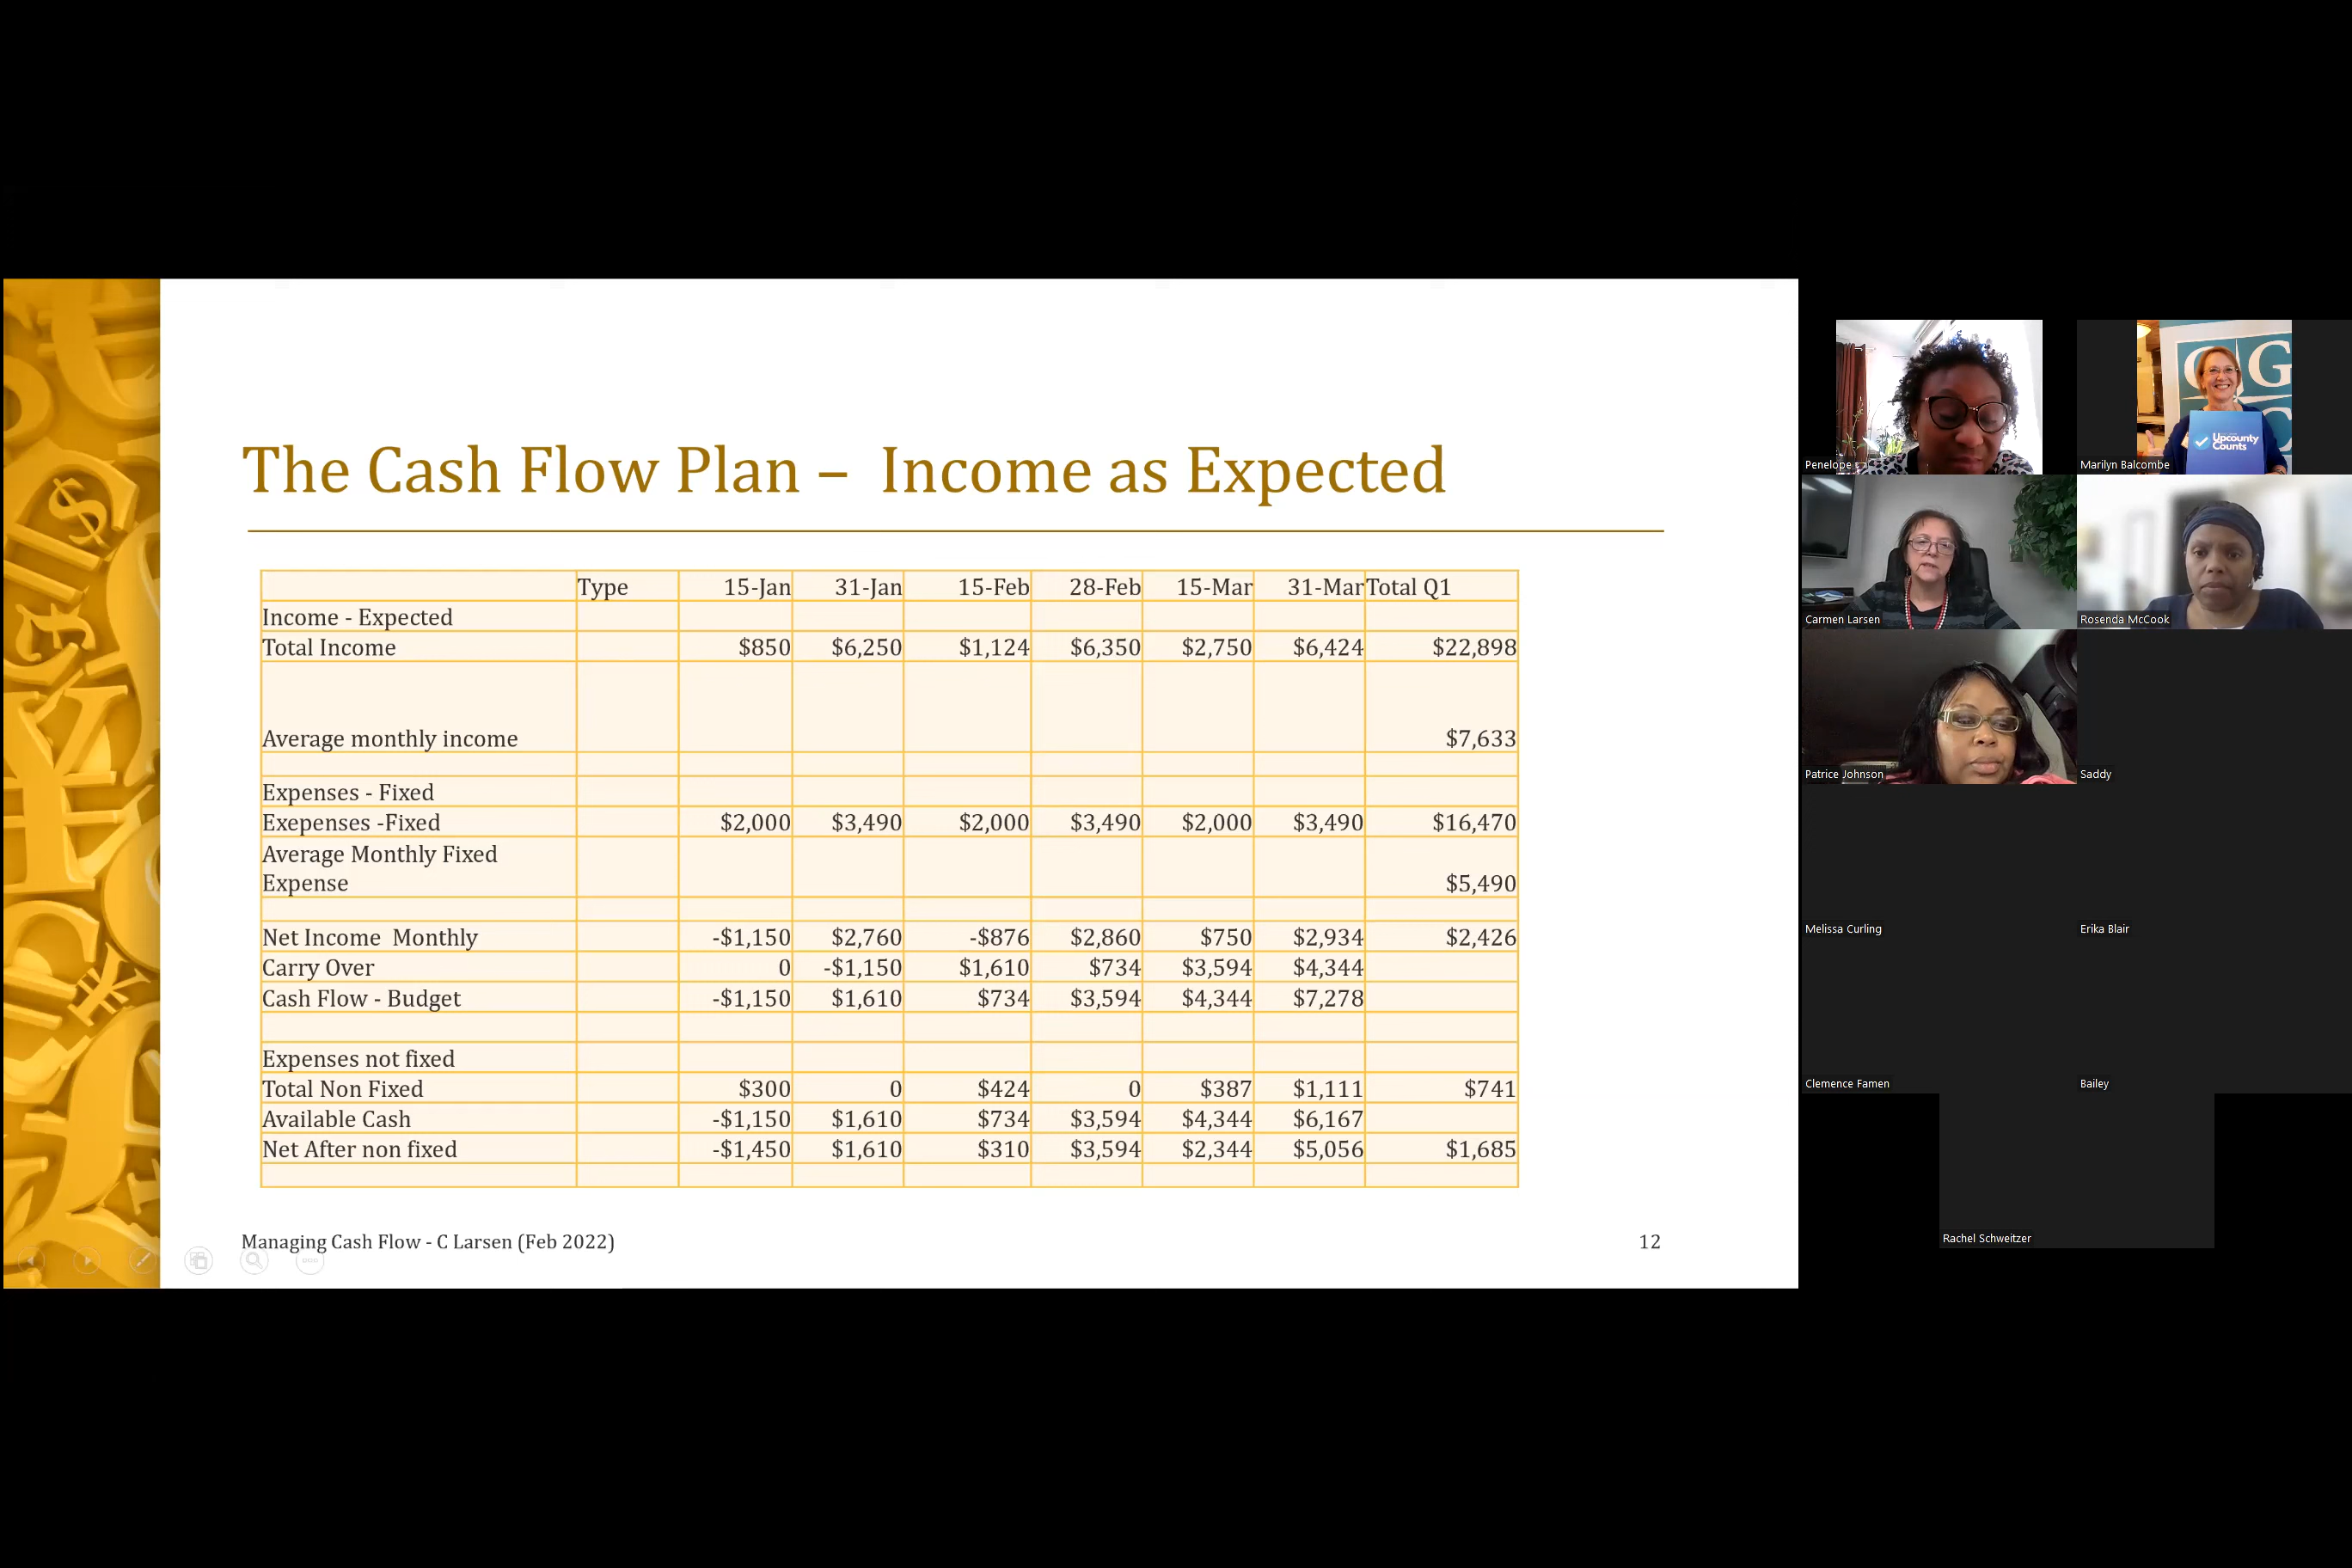 The Cash Flow Plan – Income as Expected
Type 15-Jan 31-Jan 15-Feb 28-Feb 15-Mar 31-Mar Total Q1
Income - Expected
Total Income $850 $6,250 $1,124 $6,350 $2,750 $6,424 $22,898
Average monthly income $7,633
Expenses - Fixed
Exepenses -Fixed $2,000 $3,490 $2,000 $3,490 $2,000 $3,490 $16,470
Average Monthly Fixed
Expense $5,490
Net Income Monthly -$1,150 $2,760 -$876 $2,860 $750 $2,934 $2,426
Carry Over 0 -$1,150 $1,610 $734 $3,594 $4,344
Cash Flow - Budget -$1,150 $1,610 $734 $3,594 $4,344 $7,278
Expenses not fixed
Total Non Fixed $300 0 $424 0 $387 $1,111 $741
Available Cash -$1,150 $1,610 $734 $3,594 $4,344 $6,167
Net After non fixed -$1,450 $1,610 $310 $3,594 $2,344 $5,056 $1,685
Managing Cash Flow - C Larsen (Feb 2022) 12
Upcounty
Counts
Penelope
Marilyn Balcombe
Carmen Larsen
Rosenda McCook
Patrice Johnson
Saddy
Melissa Curling
Erika Blair
Clemence Famen
Bailey
Rachel Schweitzer